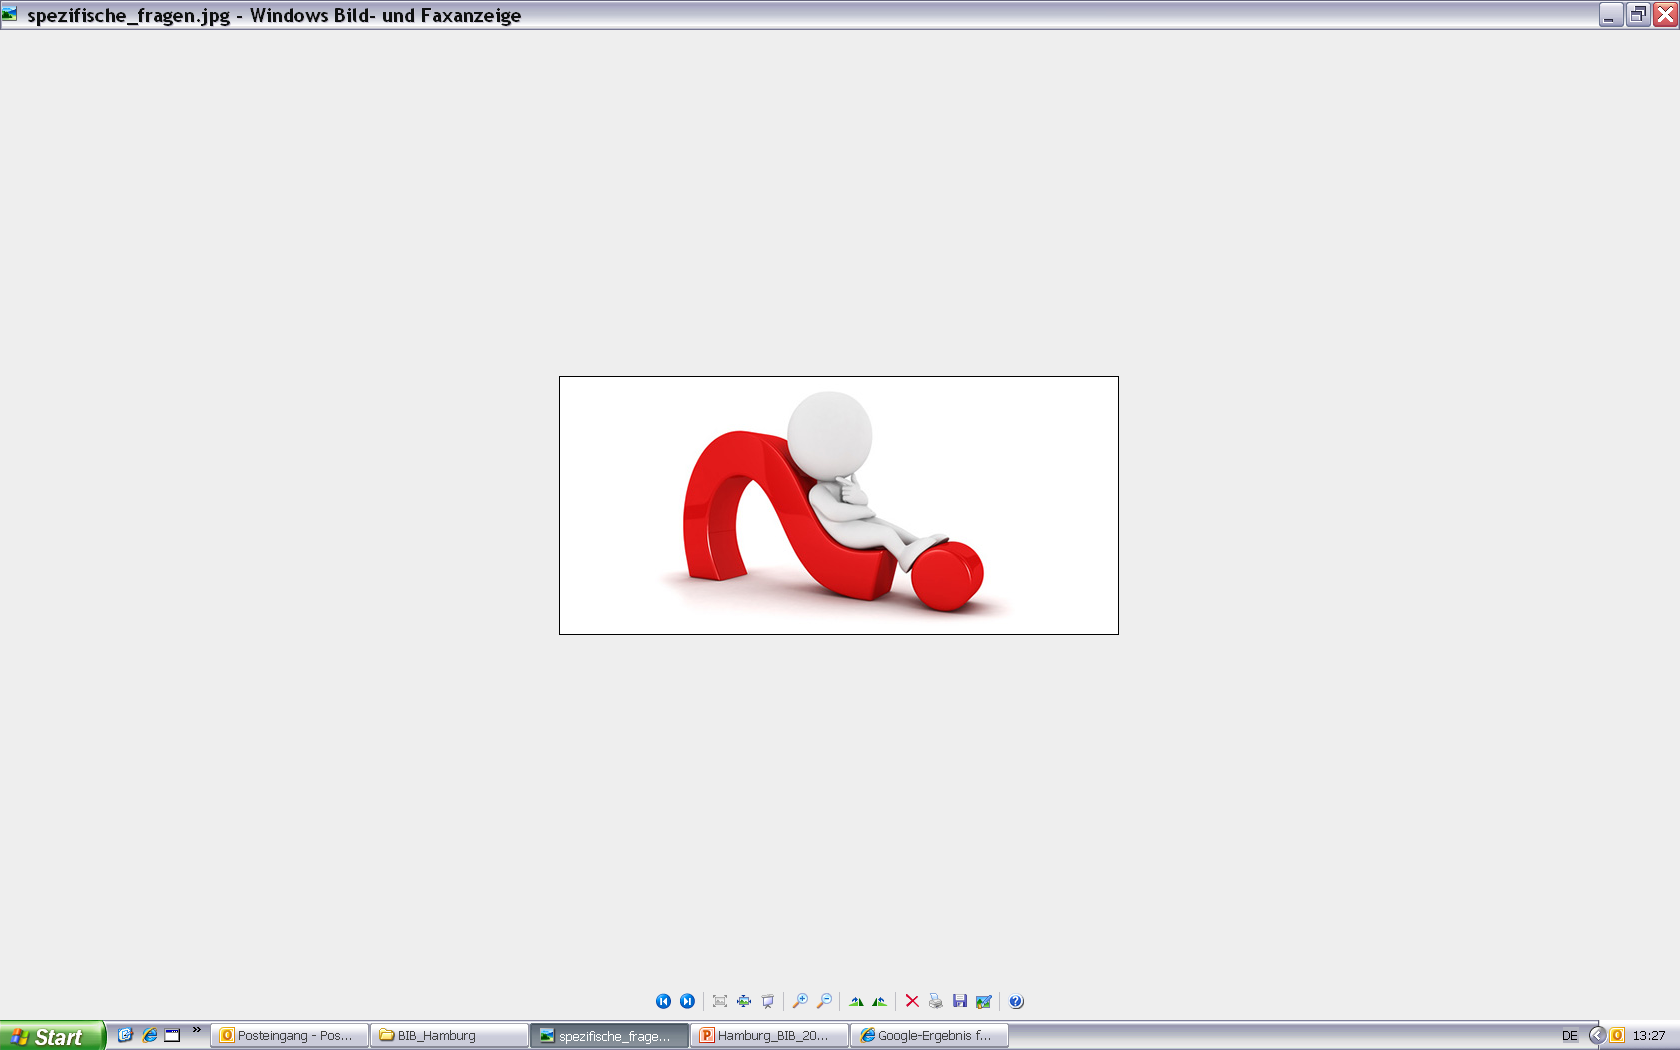 spezifische_fragen.jpg - Windows Bild- und Faxanzeige
Start
»
Posteingang - Pos...
BIB_Hamburg
spezifische_frage...
Hamburg_BIB_20...
Google-Ergebnis f...
DE
13:27